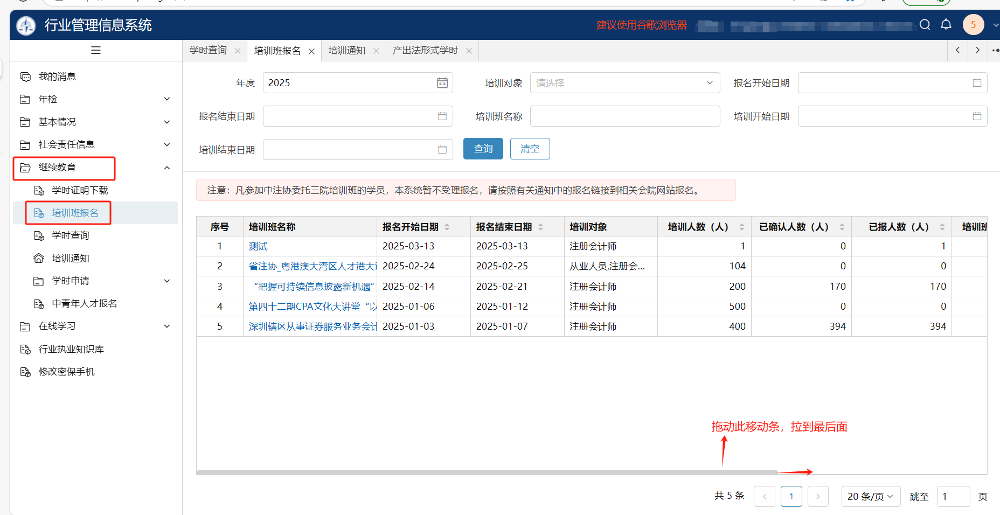 行业管理信息系统
建议使用谷歌浏览器
5
学时查询
培训班报名
培训通知
产出法形式学时
我的消息
年检
基本情况
社会责任信息
继续教育
学时证明下载
培训班报名
学时查询
培训通知
学时申请
中青年人才报名
在线学习
行业执业知识库
修改密保手机
年度 2025
培训对象 请选择
报名开始日期
报名结束日期
培训班名称
培训开始日期
培训结束日期
查询
清空
注意：凡参加中注协委托三院培训班的学员，本系统暂不受理报名，请按照有关通知中的报名链接到相关会院网站报名。
序号 培训班名称 报名开始日期 报名结束日期 培训对象 培训人数（人） 已确认人数（人） 已报人数（人） 培训班
1 测试 2025-03-13 2025-03-13 注册会计师 1 0 1
2 省注协_粤港澳大湾区人才港大 2025-02-24 2025-02-25 从业人员,注册会... 104 0 0
3 “把握可持续信息披露新机遇” 2025-02-14 2025-02-21 注册会计师 200 170 170
4 第四十二期CPA文化大讲堂“以 2025-01-06 2025-01-12 注册会计师 500 0 0
5 深圳辖区从事证券服务业务会计 2025-01-03 2025-01-07 注册会计师 400 394 394
拖动此移动条，拉到最后面
共 5 条 1 20 条/页 跳至 1 页